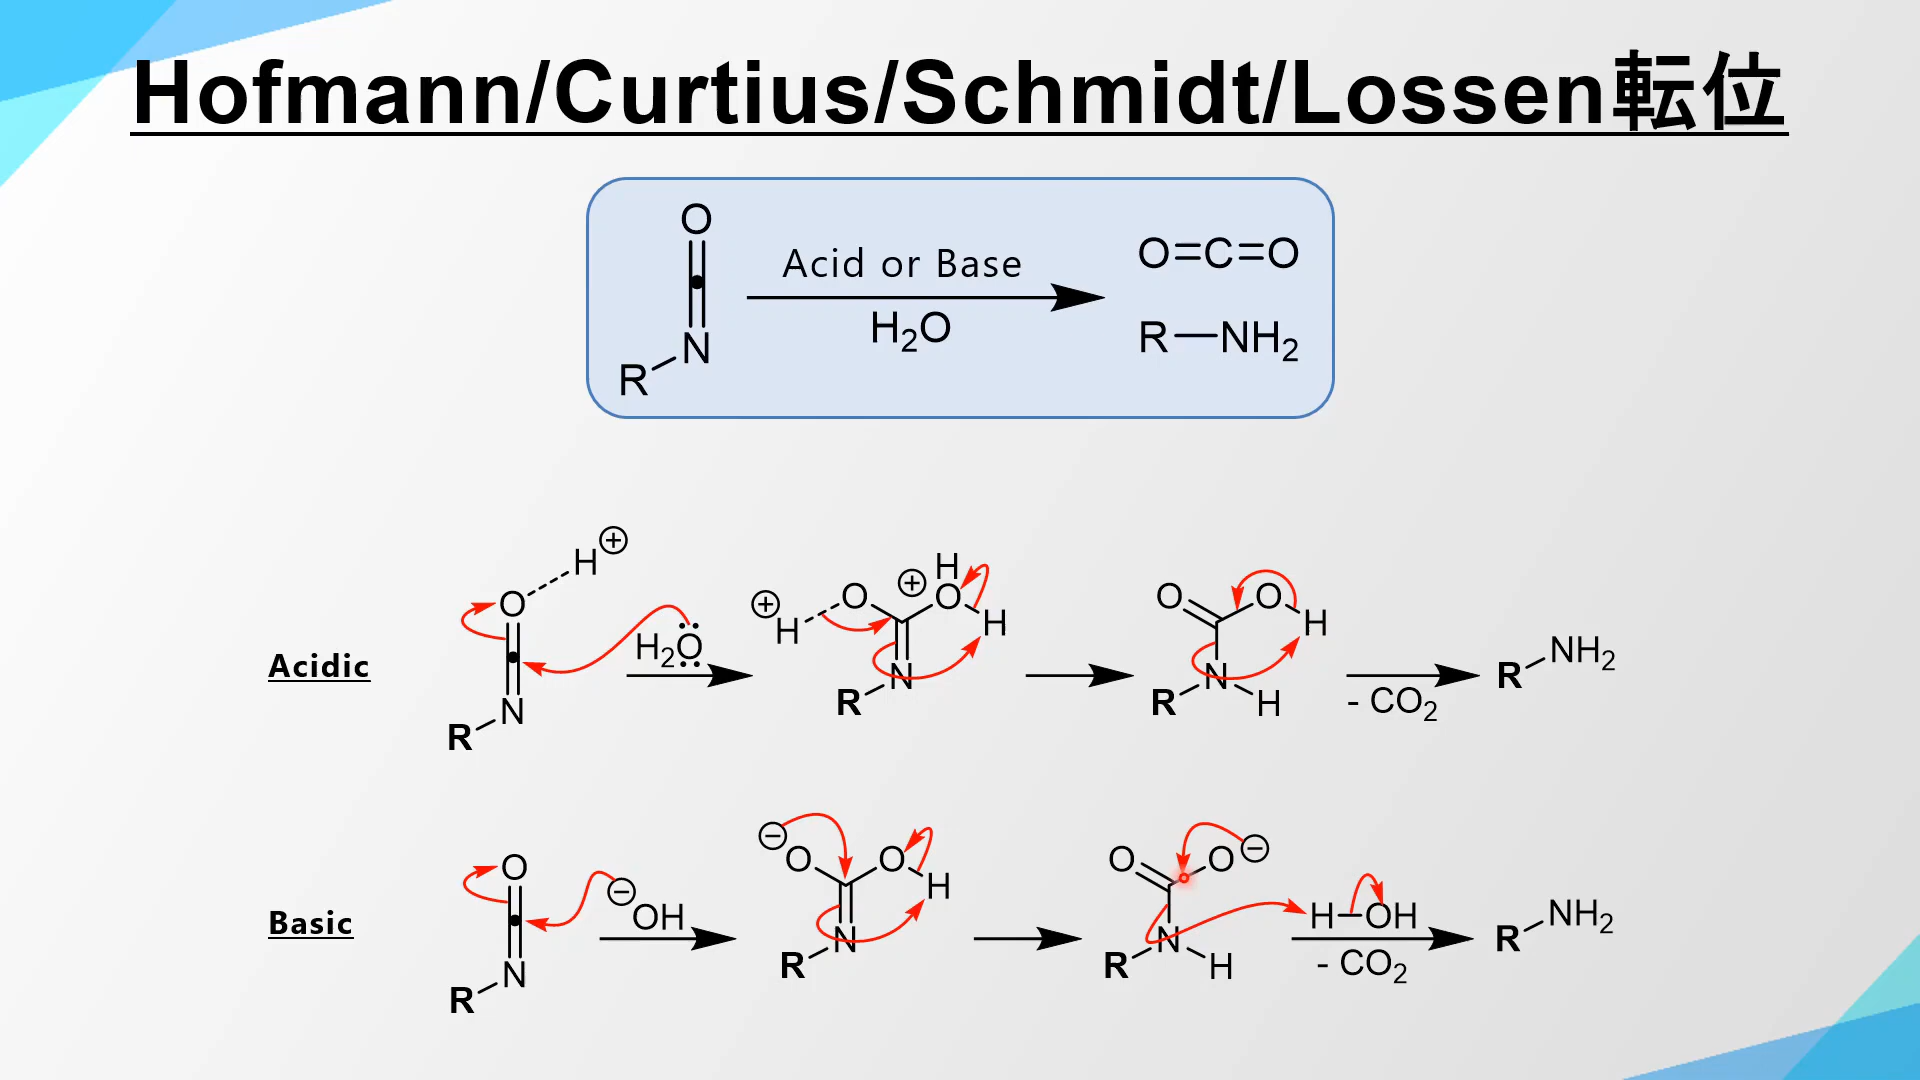 Hofmann/Curtius/Schmidt/Lossen転位
O
N
R
Acid or Base
H₂O
O=C=O
R—NH₂
Acidic
O
H⊕
N
R
H₂O
⊕
H
O
⊕
H
O
H
N
R
O
O
H
N
R
H
- CO₂
R
NH₂
Basic
O
N
R
⊖
OH
⊖
O
O
H
N
R
O
O
⊖
N
R
H
H—OH
- CO₂
R
NH₂